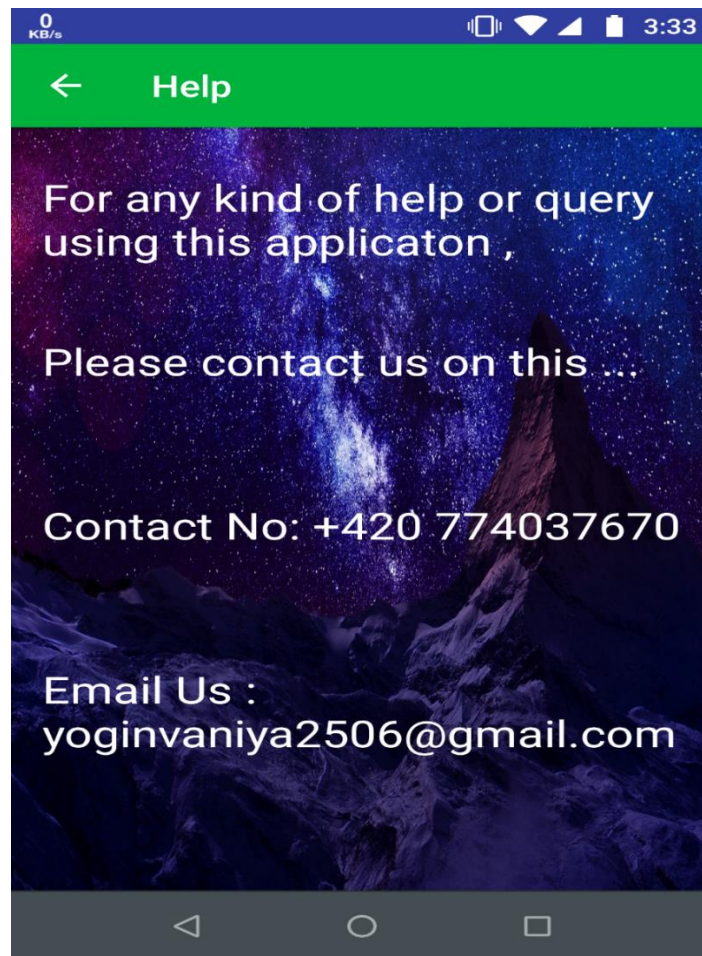 0
KB/s
3:33
Help
For any kind of help or query
using this applicaton ,
Please contact us on this ...
Contact No: +420 774037670
Email Us :
yoginvaniya2506@gmail.com